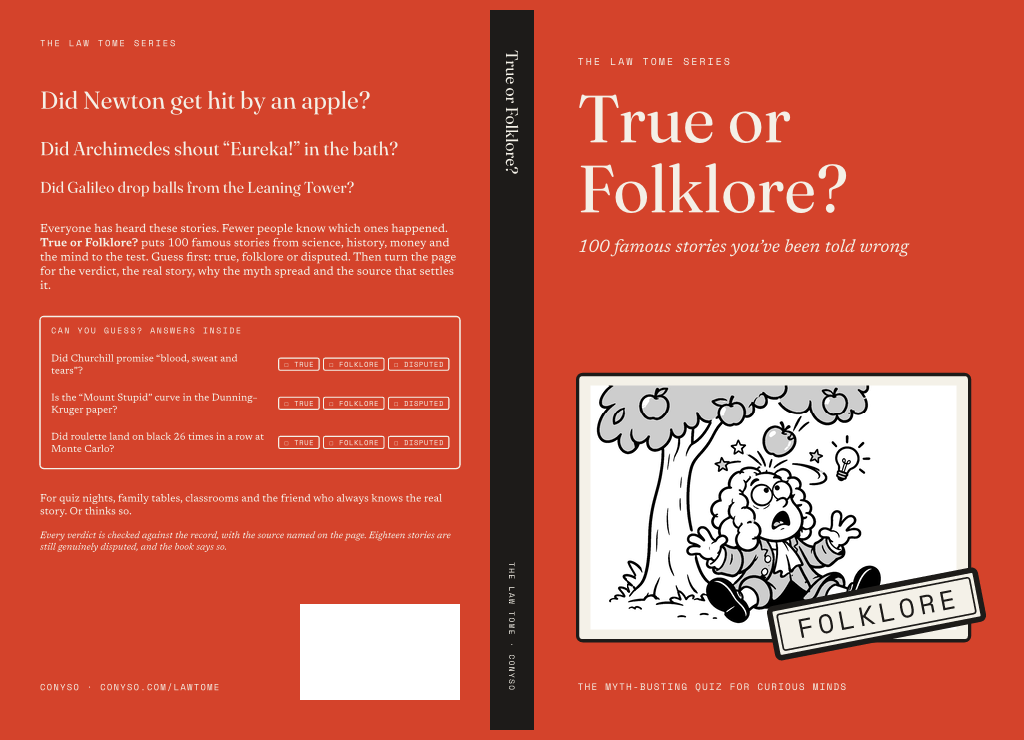 THE LAW TOME SERIES
Did Newton get hit by an apple?
Did Archimedes shout “Eureka!” in the bath?
Did Galileo drop balls from the Leaning Tower?
Everyone has heard these stories. Fewer people know which ones happened.
True or Folklore? puts 100 famous stories from science, history, money and
the mind to the test. Guess first: true, folklore or disputed. Then turn the page
for the verdict, the real story, why the myth spread and the source that settles
it.
CAN YOU GUESS? ANSWERS INSIDE
Did Churchill promise “blood, sweat and
tears”?
☐ TRUE ☐ FOLKLORE ☐ DISPUTED
Is the “Mount Stupid” curve in the Dunning–
Kruger paper?
☐ TRUE ☐ FOLKLORE ☐ DISPUTED
Did roulette land on black 26 times in a row at
Monte Carlo?
☐ TRUE ☐ FOLKLORE ☐ DISPUTED
For quiz nights, family tables, classrooms and the friend who always knows the real
story. Or thinks so.
Every verdict is checked against the record, with the source named on the page. Eighteen stories are
still genuinely disputed, and the book says so.
CONYSO · CONYSO.COM/LAWTOME
True or Folklore?
THE LAW TOME · CONYSO
THE LAW TOME SERIES
True or
Folklore?
100 famous stories you’ve been told wrong
FOLKLORE
THE MYTH-BUSTING QUIZ FOR CURIOUS MINDS